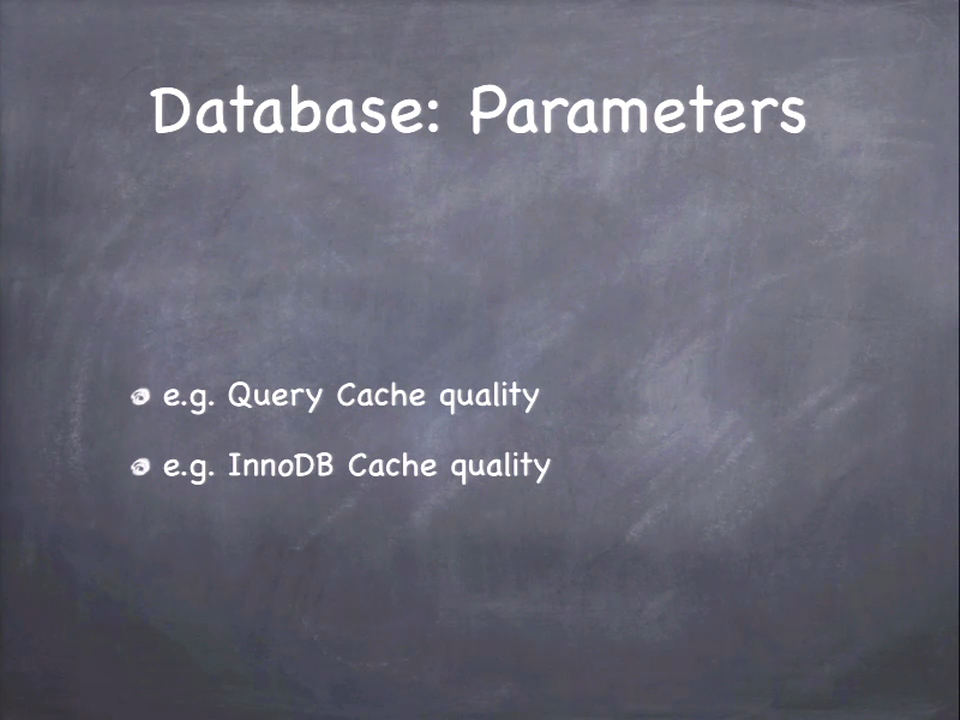 Database: Parameters
e.g. Query Cache quality
e.g. InnoDB Cache quality